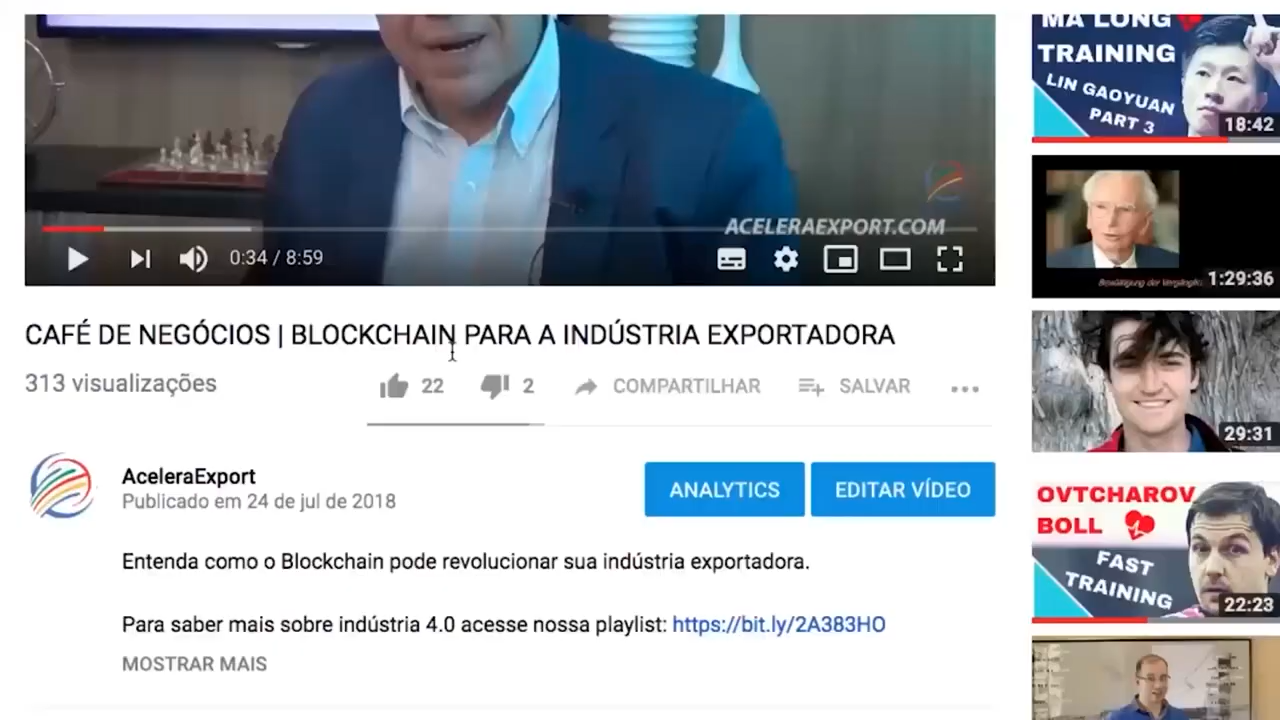 ACELERAEXPORT.COM
0:34 / 8:59
CAFÉ DE NEGÓCIOS | BLOCKCHAIN PARA A INDÚSTRIA EXPORTADORA
313 visualizações
22
2
COMPARTILHAR
SALVAR
AceleraExport
Publicado em 24 de jul de 2018
ANALYTICS
EDITAR VÍDEO
Entenda como o Blockchain pode revolucionar sua indústria exportadora.
Para saber mais sobre indústria 4.0 acesse nossa playlist: https://bit.ly/2A383HO
MOSTRAR MAIS
MA LONG
TRAINING
LIN GAOYUAN
PART 3
18:42
1:29:36
29:31
OVTCHAROV
BOLL
FAST
TRAINING
22:23